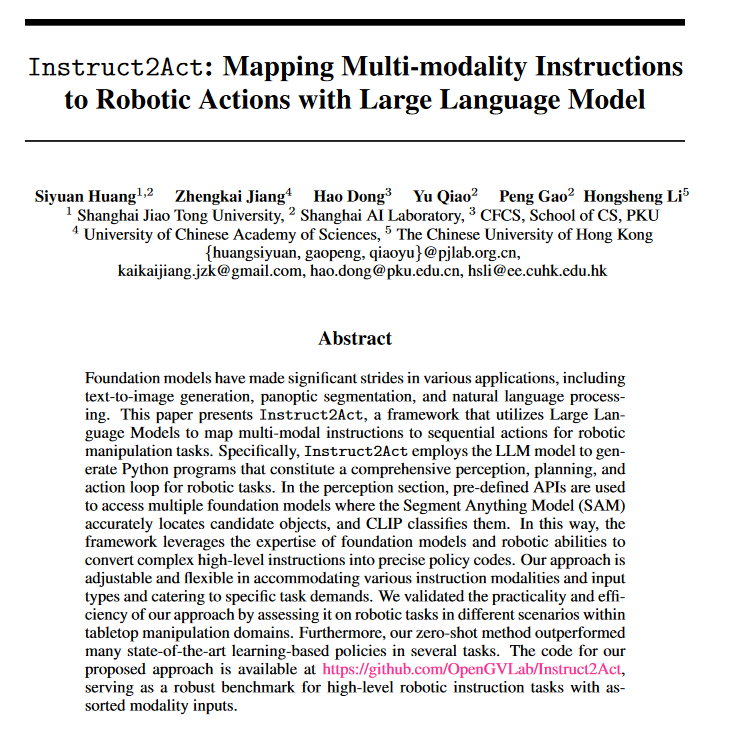 Instruct2Act: Mapping Multi-modality Instructions
to Robotic Actions with Large Language Model
Siyuan Huang1,2 Zhengkai Jiang4 Hao Dong3 Yu Qiao2 Peng Gao2 Hongsheng Li5
1 Shanghai Jiao Tong University, 2 Shanghai AI Laboratory, 3 CFCS, School of CS, PKU
4 University of Chinese Academy of Sciences, 5 The Chinese University of Hong Kong
{huangsiyuan, gaopeng, qiaoyu}@pjlab.org.cn,
kaikaijiang.jzk@gmail.com, hao.dong@pku.edu.cn, hsli@ee.cuhk.edu.hk
Abstract
Foundation models have made significant strides in various applications, including
text-to-image generation, panoptic segmentation, and natural language process-
ing. This paper presents Instruct2Act, a framework that utilizes Large Lan-
guage Models to map multi-modal instructions to sequential actions for robotic
manipulation tasks. Specifically, Instruct2Act employs the LLM model to gen-
erate Python programs that constitute a comprehensive perception, planning, and
action loop for robotic tasks. In the perception section, pre-defined APIs are used
to access multiple foundation models where the Segment Anything Model (SAM)
accurately locates candidate objects, and CLIP classifies them. In this way, the
framework leverages the expertise of foundation models and robotic abilities to
convert complex high-level instructions into precise policy codes. Our approach is
adjustable and flexible in accommodating various instruction modalities and input
types and catering to specific task demands. We validated the practicality and effi-
ciency of our approach by assessing it on robotic tasks in different scenarios within
tabletop manipulation domains. Furthermore, our zero-shot method outperformed
many state-of-the-art learning-based policies in several tasks. The code for our
proposed approach is available at https://github.com/OpenGVLab/Instruct2Act,
serving as a robust benchmark for high-level robotic instruction tasks with as-
sorted modality inputs.